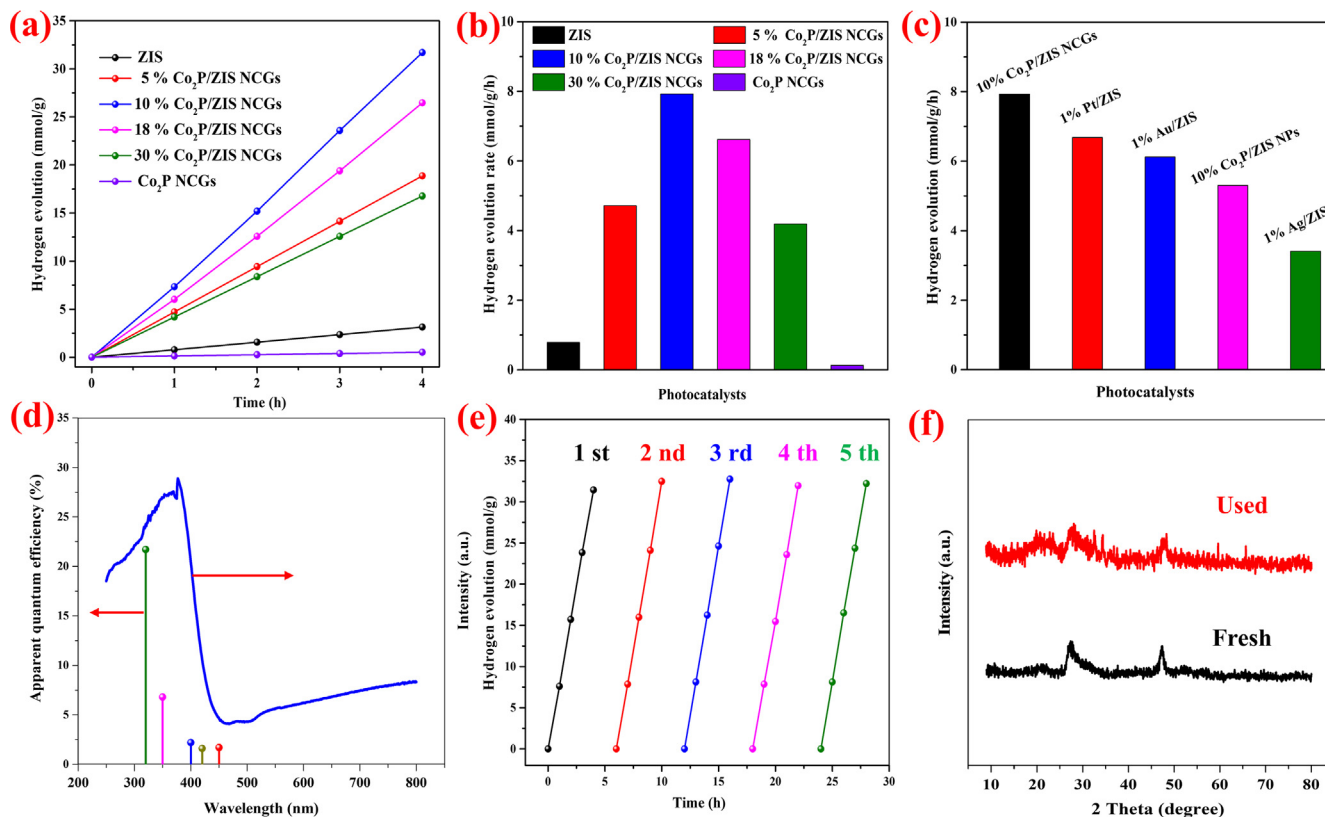 (a)
Hydrogen evolution (mmol/g)
35
30
25
20
15
10
5
0
ZIS
5 % Co₂P/ZIS NCGs
10 % Co₂P/ZIS NCGs
18 % Co₂P/ZIS NCGs
30 % Co₂P/ZIS NCGs
Co₂P NCGs
0 1 2 3 4
Time (h)
(b)
Hydrogen evolution rate (mmol/g/h)
10
8
6
4
2
0
ZIS 5 % Co₂P/ZIS NCGs
10 % Co₂P/ZIS NCGs 18 % Co₂P/ZIS NCGs
30 % Co₂P/ZIS NCGs Co₂P NCGs
Photocatalysts
(c)
Hydrogen evolution (mmol/g/h)
10
8
6
4
2
0
10% Co₂P/ZIS NCGs
1% Pt/ZIS
1% Au/ZIS
10% Co₂P/ZIS NPs
1% Ag/ZIS
Photocatalysts
(d)
Apparent quantum efficiency (%)
35
30
25
20
15
10
5
0
200 300 400 500 600 700 800
Wavelength (nm)
Intensity (a.u.)
(e)
Hydrogen evolution (mmol/g)
40
35
30
25
20
15
10
5
0
1 st 2 nd 3 rd 4 th 5 th
0 5 10 15 20 25 30
Time (h)
(f)
Intensity (a.u.)
Used
Fresh
10 20 30 40 50 60 70 80
2 Theta (degree)